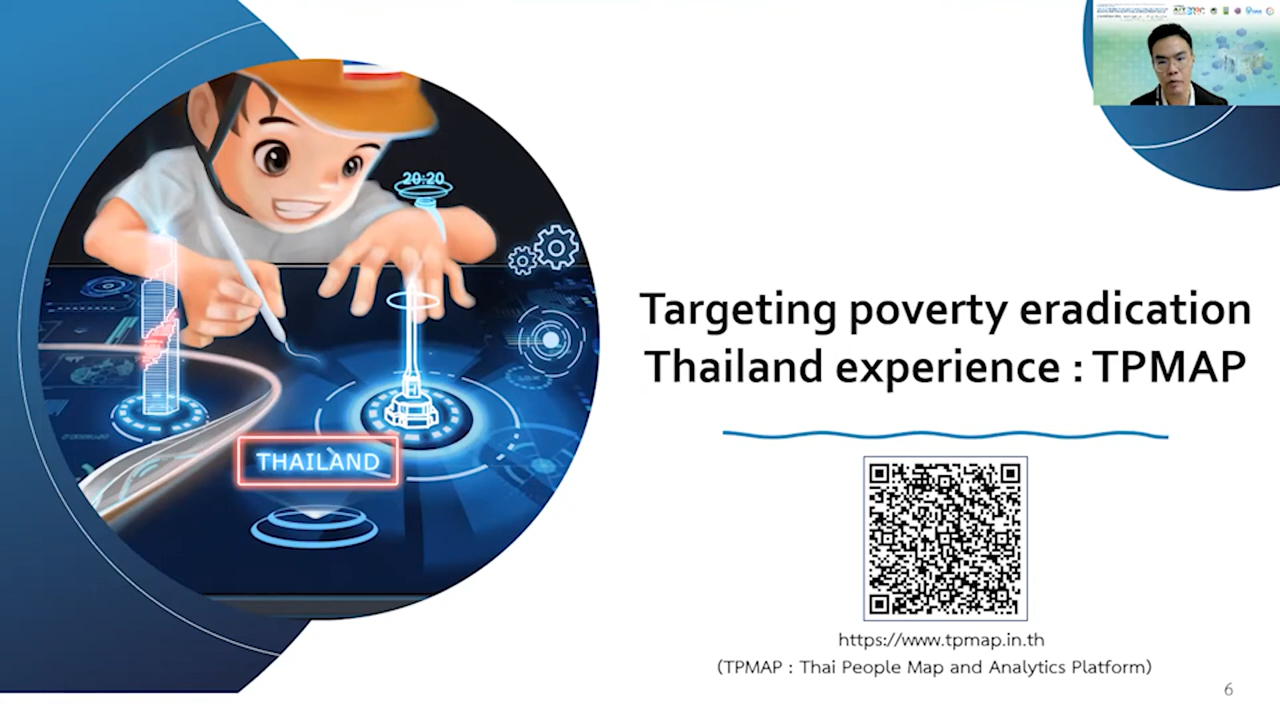 20:20
THAILAND
Targeting poverty eradication
Thailand experience : TPMAP
https://www.tpmap.in.th
(TPMAP : Thai People Map and Analytics Platform)
6